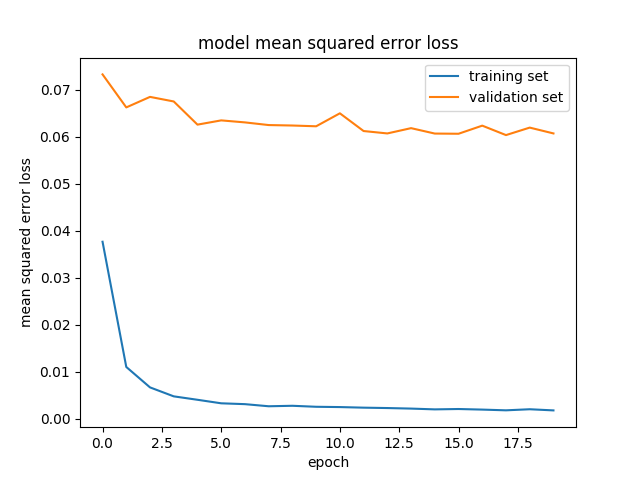 model mean squared error loss
training set
validation set
mean squared error loss
0.07
0.06
0.05
0.04
0.03
0.02
0.01
0.00
0.0 2.5 5.0 7.5 10.0 12.5 15.0 17.5
epoch